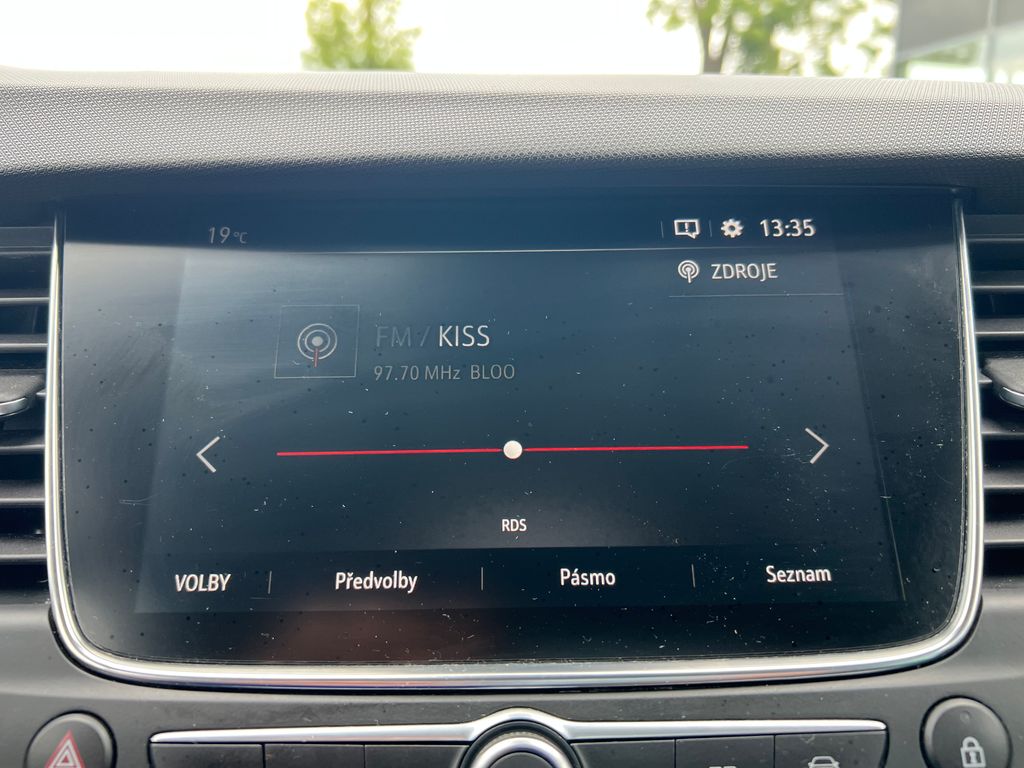 19°C 13:35
ZDROJE
FM / KISS
97.70 MHz BLOO
RDS
VOLBY Předvolby Pásmo Seznam